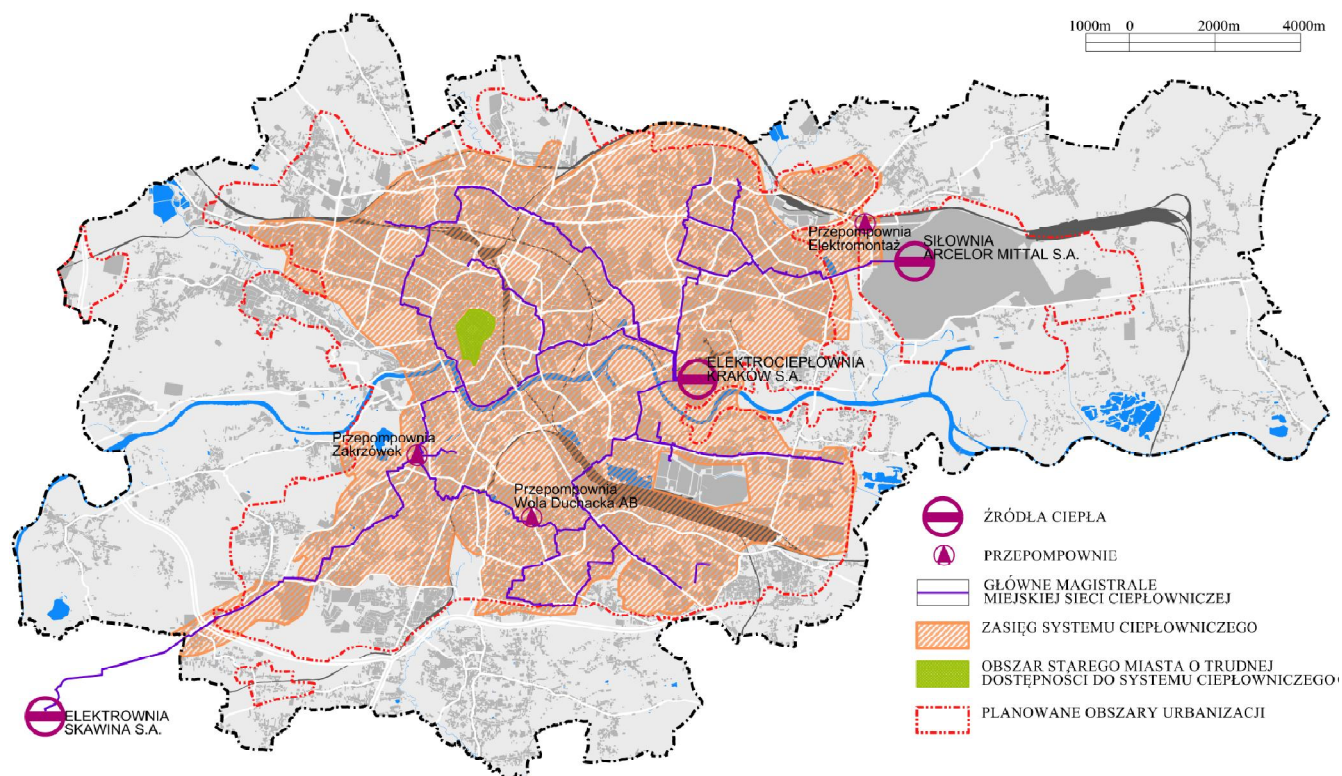 1000m 0 2000m 4000m
Przepompownia
Elektromontaż
SIŁOWNIA
ARCELOR MITTAL S.A.
ELEKTROCIEPŁOWNIA
KRAKÓW S.A.
Przepompownia
Zakrzówek
Przepompownia
Wola Duchacka AB
ELEKTROWNIA
SKAWINA S.A.
ŹRÓDŁA CIEPŁA
PRZEPOMPOWNIE
GŁÓWNE MAGISTRALE
MIEJSKIEJ SIECI CIEPŁOWNICZEJ
ZASIĘG SYSTEMU CIEPŁOWNICZEGO
OBSZAR STAREGO MIASTA O TRUDNEJ
DOSTĘPNOŚCI DO SYSTEMU CIEPŁOWNICZEGO
PLANOWANE OBSZARY URBANIZACJI